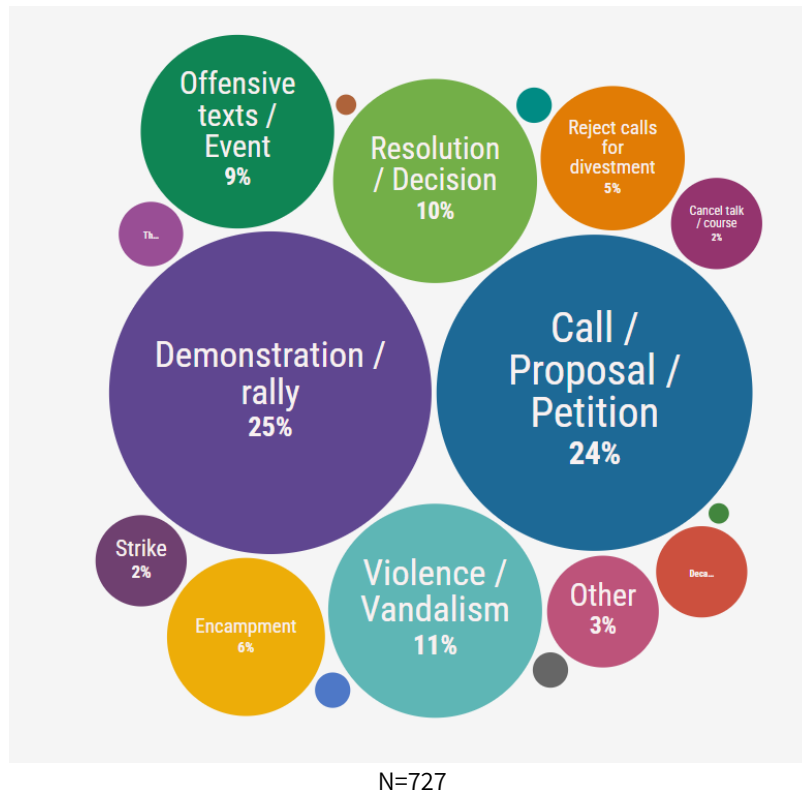 Offensive
texts /
Event
9%
Resolution
/ Decision
10%
Reject calls
for
divestment
5%
Cancel talk
/ course
2%
Th...
Demonstration /
rally
25%
Call /
Proposal /
Petition
24%
Strike
2%
Encampment
6%
Violence /
Vandalism
11%
Other
3%
Deca...
N=727